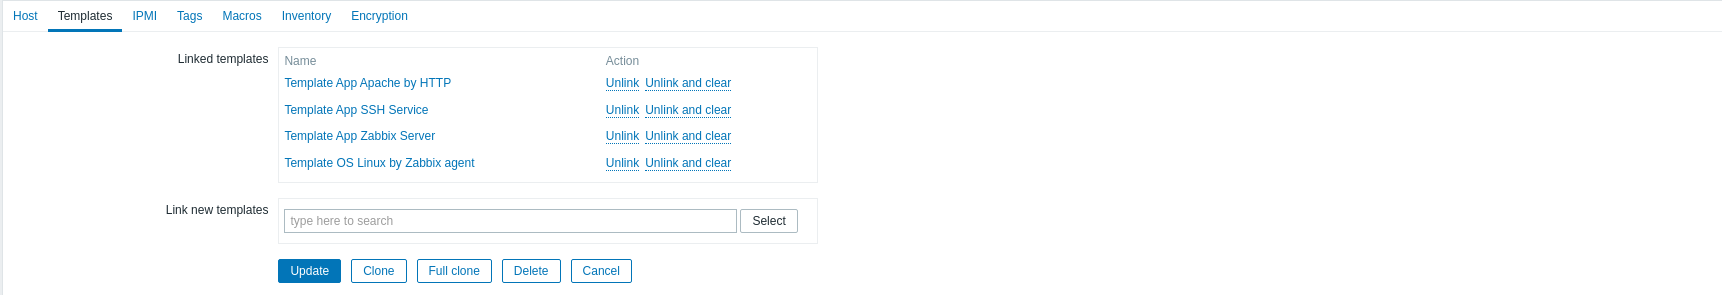 Host Templates IPMI Tags Macros Inventory Encryption
Linked templates
Name Action
Template App Apache by HTTP Unlink Unlink and clear
Template App SSH Service Unlink Unlink and clear
Template App Zabbix Server Unlink Unlink and clear
Template OS Linux by Zabbix agent Unlink Unlink and clear
Link new templates
type here to search Select
Update Clone Full clone Delete Cancel